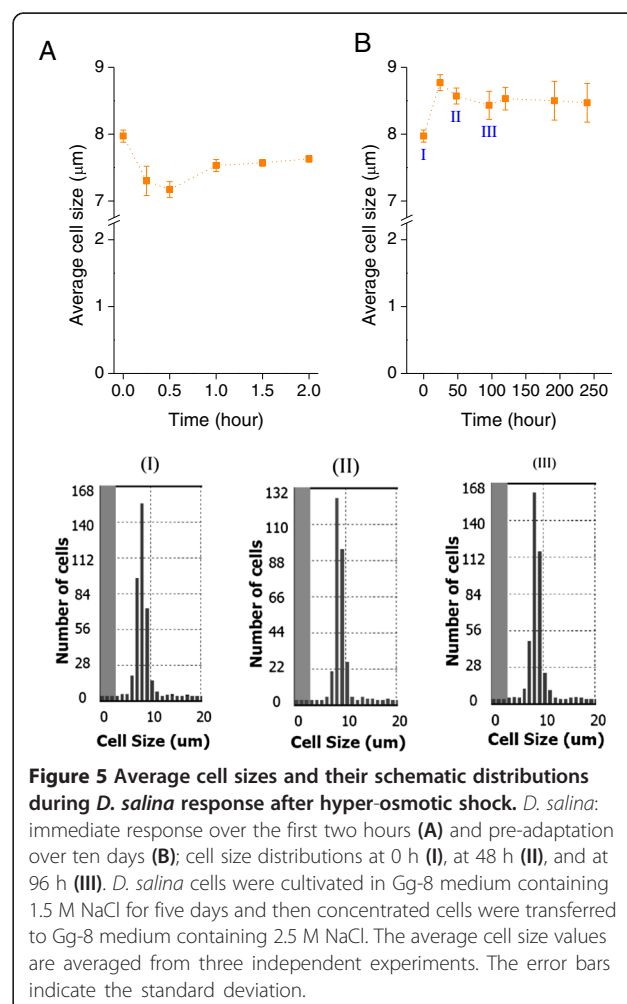 A
B
9
8
7
2
1
0
Average cell size (μm)
0.0 0.5 1.0 1.5 2.0
Time (hour)
9
8
7
2
1
0
Average cell size (μm)
I
II
III
0 50 100 150 200 250
Time (hour)
(I)
168
140
112
84
56
28
0
Number of cells
0 10 20
Cell Size (um)
(II)
132
110
88
66
44
22
0
Number of cells
0 10 20
Cell Size (um)
(III)
168
140
112
84
56
28
0
Number of cells
0 10 20
Cell Size (um)
Figure 5 Average cell sizes and their schematic distributions
during D. salina response after hyper-osmotic shock. D. salina:
immediate response over the first two hours (A) and pre-adaptation
over ten days (B); cell size distributions at 0 h (I), at 48 h (II), and at
96 h (III). D. salina cells were cultivated in Gg-8 medium containing
1.5 M NaCl for five days and then concentrated cells were transferred
to Gg-8 medium containing 2.5 M NaCl. The average cell size values
are averaged from three independent experiments. The error bars
indicate the standard deviation.